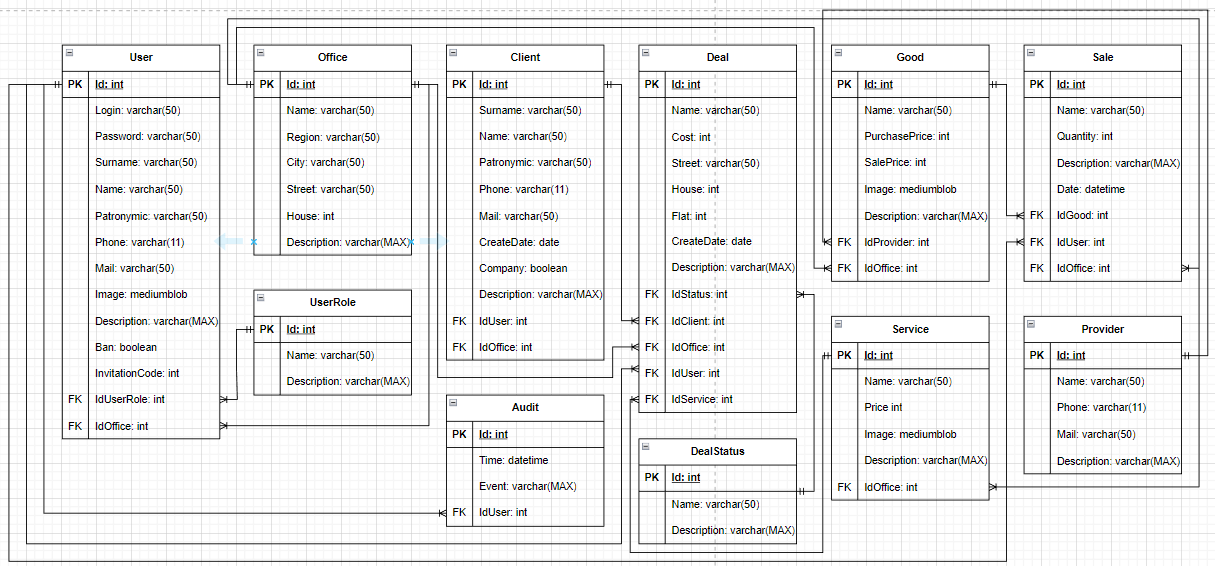 User
PK Id: int
Login: varchar(50)
Password: varchar(50)
Surname: varchar(50)
Name: varchar(50)
Patronymic: varchar(50)
Phone: varchar(11)
Mail: varchar(50)
Image: mediumblob
Description: varchar(MAX)
Ban: boolean
InvitationCode: int
FK IdUserRole: int
FK IdOffice: int
Office
PK Id: int
Name: varchar(50)
Region: varchar(50)
City: varchar(50)
Street: varchar(50)
House: int
Description: varchar(MAX)
UserRole
PK Id: int
Name: varchar(50)
Description: varchar(MAX)
Client
PK Id: int
Surname: varchar(50)
Name: varchar(50)
Patronymic: varchar(50)
Phone: varchar(11)
Mail: varchar(50)
CreateDate: date
Company: boolean
Description: varchar(MAX)
FK IdUser: int
FK IdOffice: int
Audit
PK Id: int
Time: datetime
Event: varchar(MAX)
FK IdUser: int
Deal
PK Id: int
Name: varchar(50)
Cost: int
Street: varchar(50)
House: int
Flat: int
CreateDate: date
Description: varchar(MAX)
FK IdStatus: int
FK IdClient: int
FK IdOffice: int
FK IdUser: int
FK IdService: int
DealStatus
PK Id: int
Name: varchar(50)
Description: varchar(MAX)
Good
PK Id: int
Name: varchar(50)
PurchasePrice: int
SalePrice: int
Image: mediumblob
Description: varchar(MAX)
FK IdProvider: int
FK IdOffice: int
Service
PK Id: int
Name: varchar(50)
Price int
Image: mediumblob
Description: varchar(MAX)
FK IdOffice: int
Sale
PK Id: int
Name: varchar(50)
Quantity: int
Description: varchar(MAX)
Date: datetime
FK IdGood: int
FK IdUser: int
FK IdOffice: int
Provider
PK Id: int
Name: varchar(50)
Phone: varchar(11)
Mail: varchar(50)
Description: varchar(MAX)